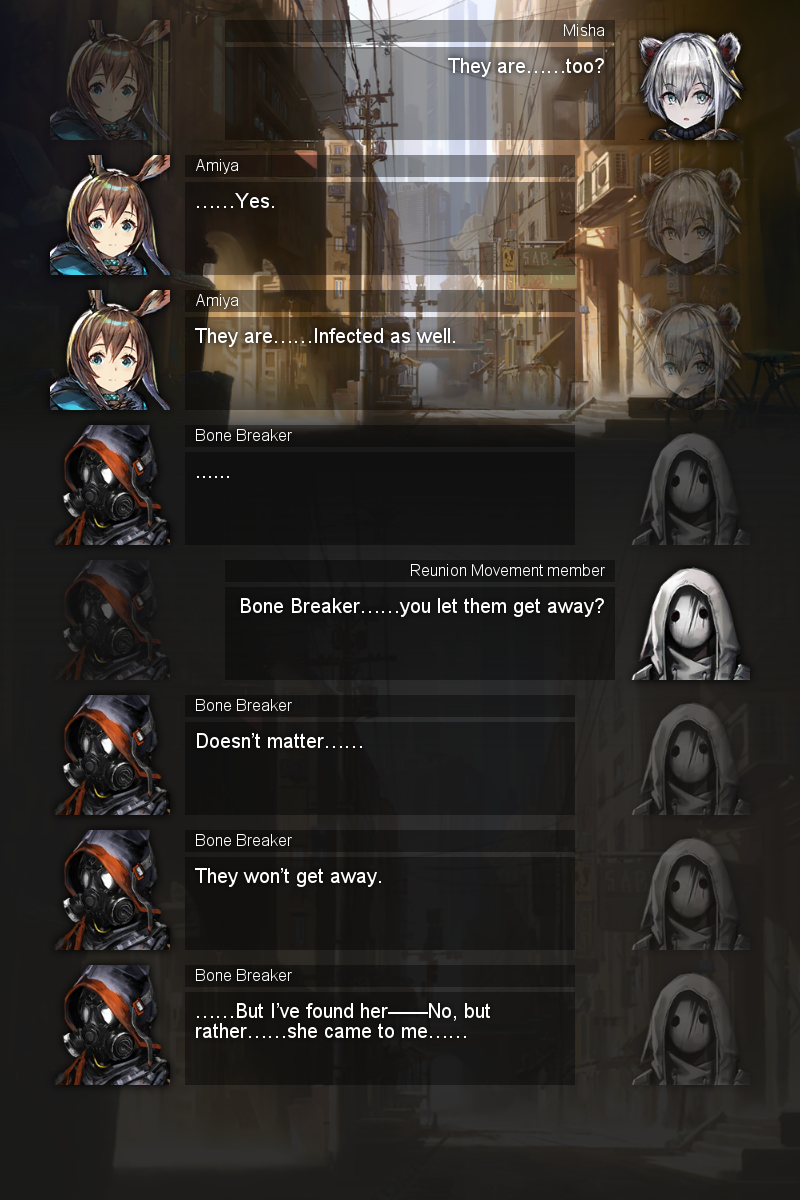 Misha
They are……too?
Amiya
……Yes.
Amiya
They are……Infected as well.
Bone Breaker
……
Reunion Movement member
Bone Breaker……you let them get away?
Bone Breaker
Doesn’t matter……
Bone Breaker
They won’t get away.
Bone Breaker
……But I’ve found her——No, but
rather……she came to me……